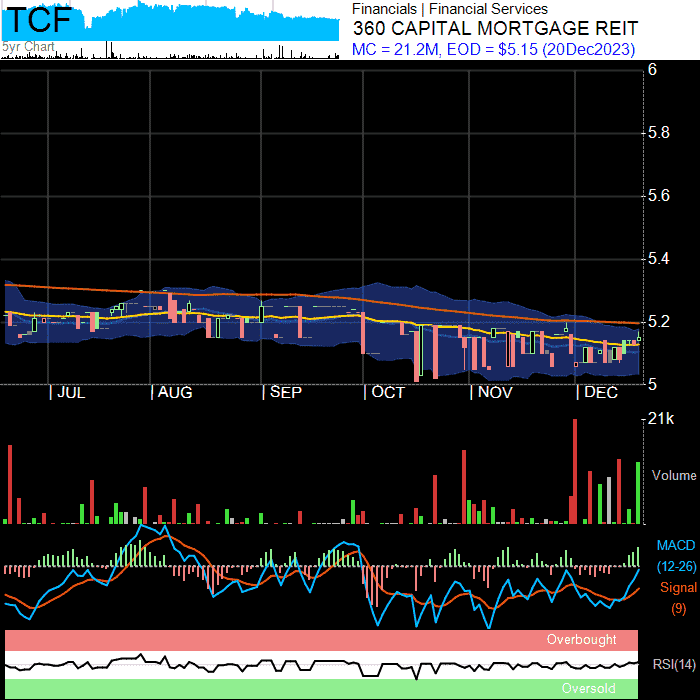 TCF
5yr Chart
Financials | Financial Services
360 CAPITAL MORTGAGE REIT
MC = 21.2M, EOD = $5.15 (20Dec2023)
6
5.8
5.6
5.4
5.2
5
| JUL | AUG | SEP | OCT | NOV | DEC
21k
Volume
MACD
(12-26)
Signal
(9)
Overbought
RSI(14)
Oversold